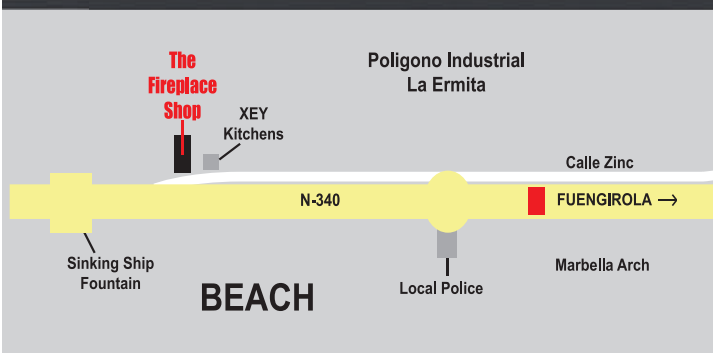 The
Fireplace
Shop
Poligono Industrial
La Ermita
XEY
Kitchens
Calle Zinc
N-340
FUENGIROLA →
Sinking Ship
Fountain
BEACH
Local Police
Marbella Arch